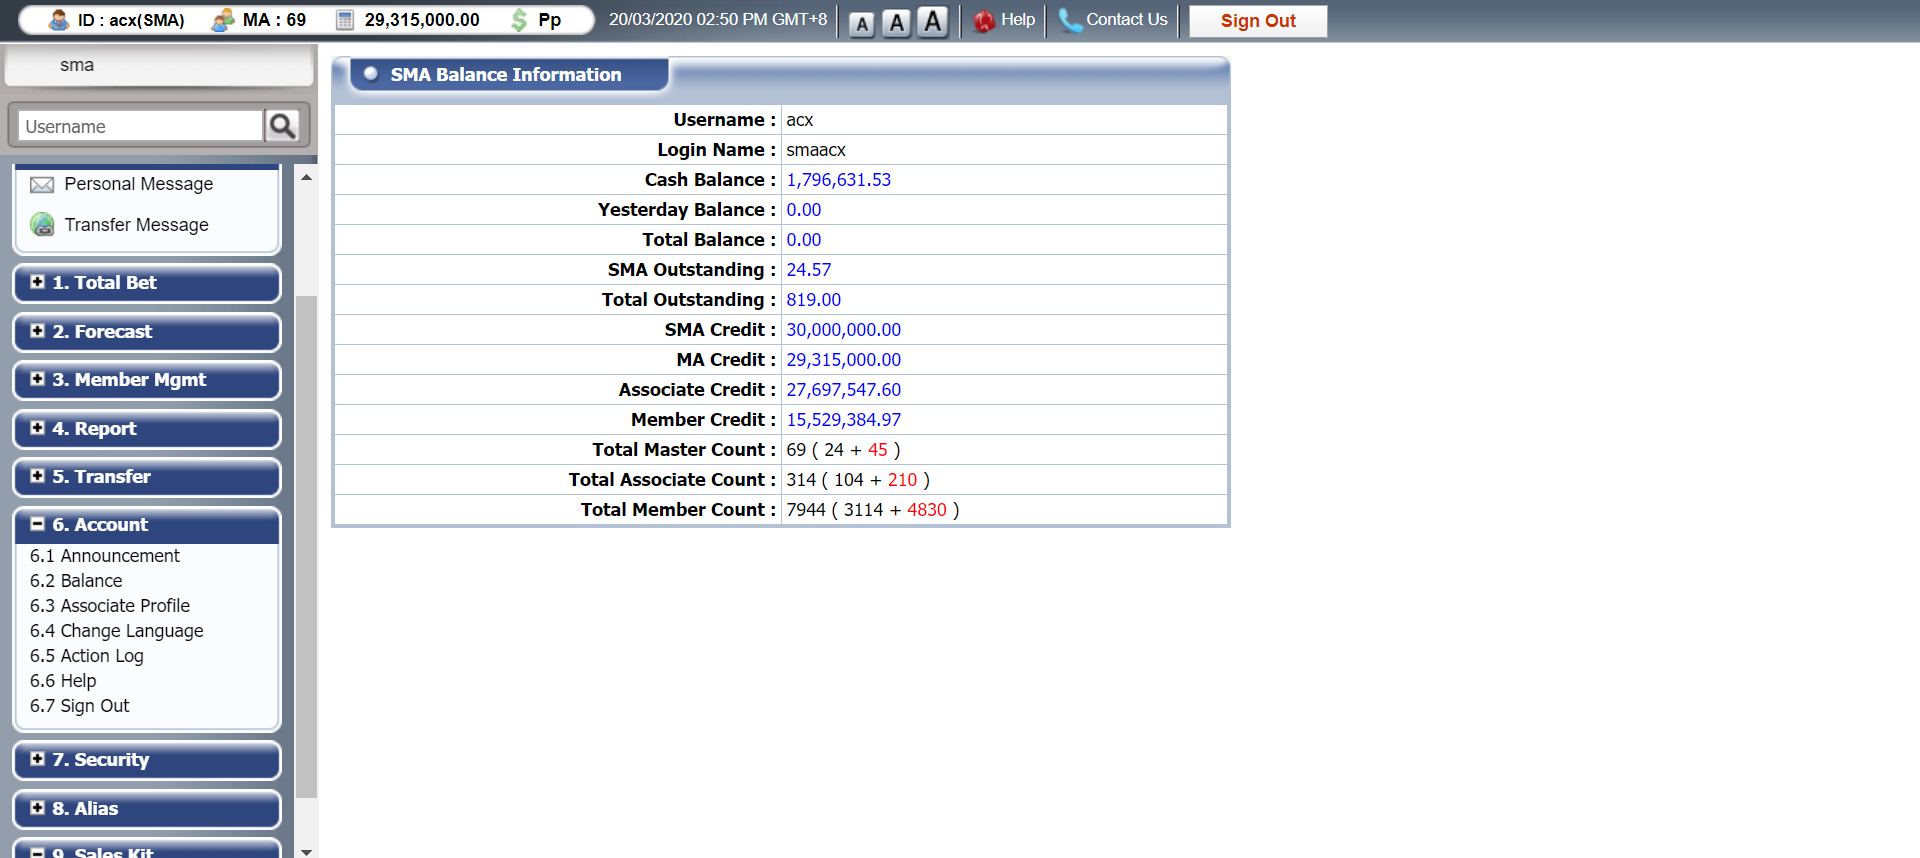 ID : acx(SMA) MA : 69 29,315,000.00 Pp 20/03/2020 02:50 PM GMT+8 A A A Help Contact Us Sign Out
sma
Username
Personal Message
Transfer Message
1. Total Bet
2. Forecast
3. Member Mgmt
4. Report
5. Transfer
6. Account
6.1 Announcement
6.2 Balance
6.3 Associate Profile
6.4 Change Language
6.5 Action Log
6.6 Help
6.7 Sign Out
7. Security
8. Alias
9. Sales Kit
SMA Balance Information
Username : acx
Login Name : smaacx
Cash Balance : 1,796,631.53
Yesterday Balance : 0.00
Total Balance : 0.00
SMA Outstanding : 24.57
Total Outstanding : 819.00
SMA Credit : 30,000,000.00
MA Credit : 29,315,000.00
Associate Credit : 27,697,547.60
Member Credit : 15,529,384.97
Total Master Count : 69 ( 24 + 45 )
Total Associate Count : 314 ( 104 + 210 )
Total Member Count : 7944 ( 3114 + 4830 )